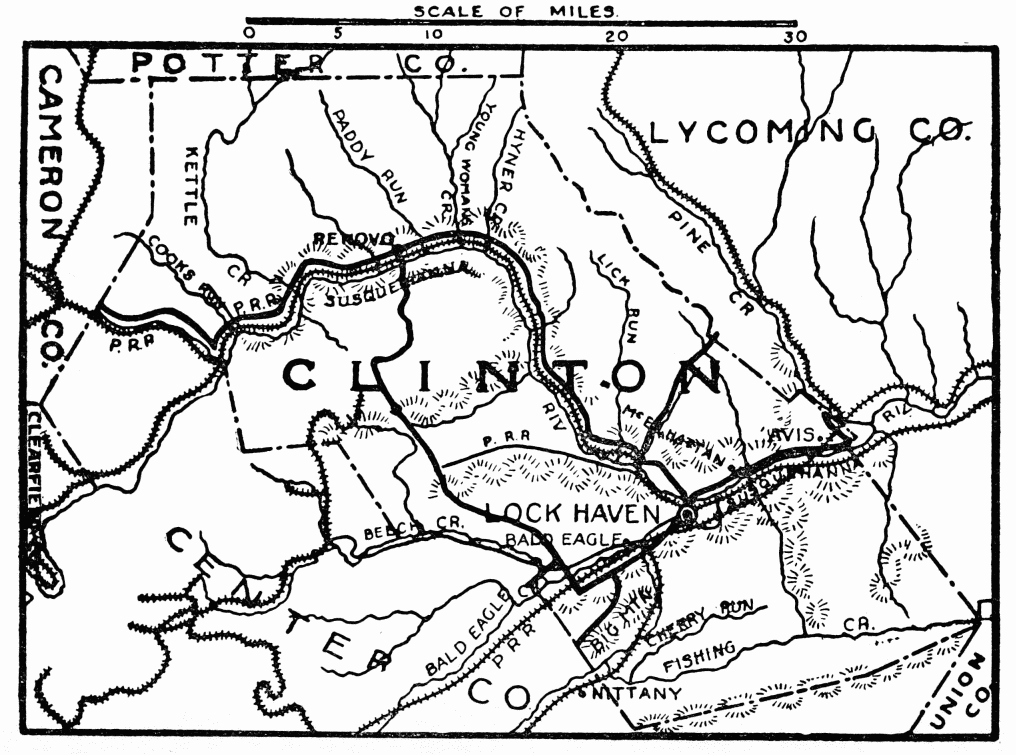 SCALE OF MILES.
0 5 10 20 30
POTTER CO.
CAMERON CO.
LYCOMING CO.
KETTLE CR
PADDY RUN
YOUNG WOMANS CR.
HYNER CR
PINE CR
COOKS RUN
RENOVO
P.R.R.
SUSQUEHANNA
RIV
LICK RUN
P.R.R
CLINTON
CLEARFIELD
P.R.R
AVIS.
RIV.
SUSQUEHANNA
LOCK HAVEN
BALD EAGLE
BEECH CR.
CENTER
CO.
BALD EAGLE CR
P.R.R
BIG MTN
CHERRY RUN
FISHING CR.
NITTANY
UNION CO.